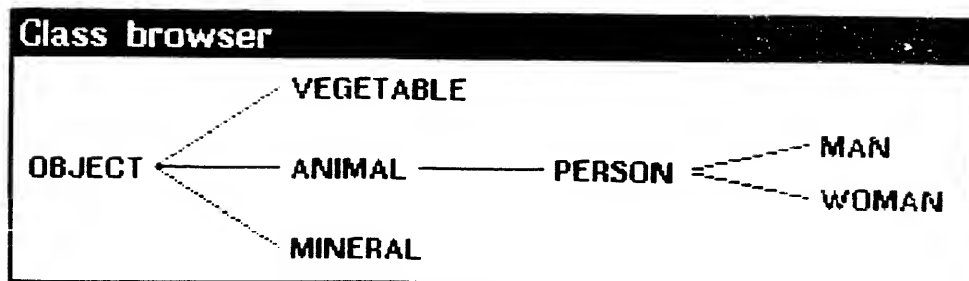 Class browser
VEGETABLE
OBJECT ANIMAL PERSON MAN
WOMAN
MINERAL